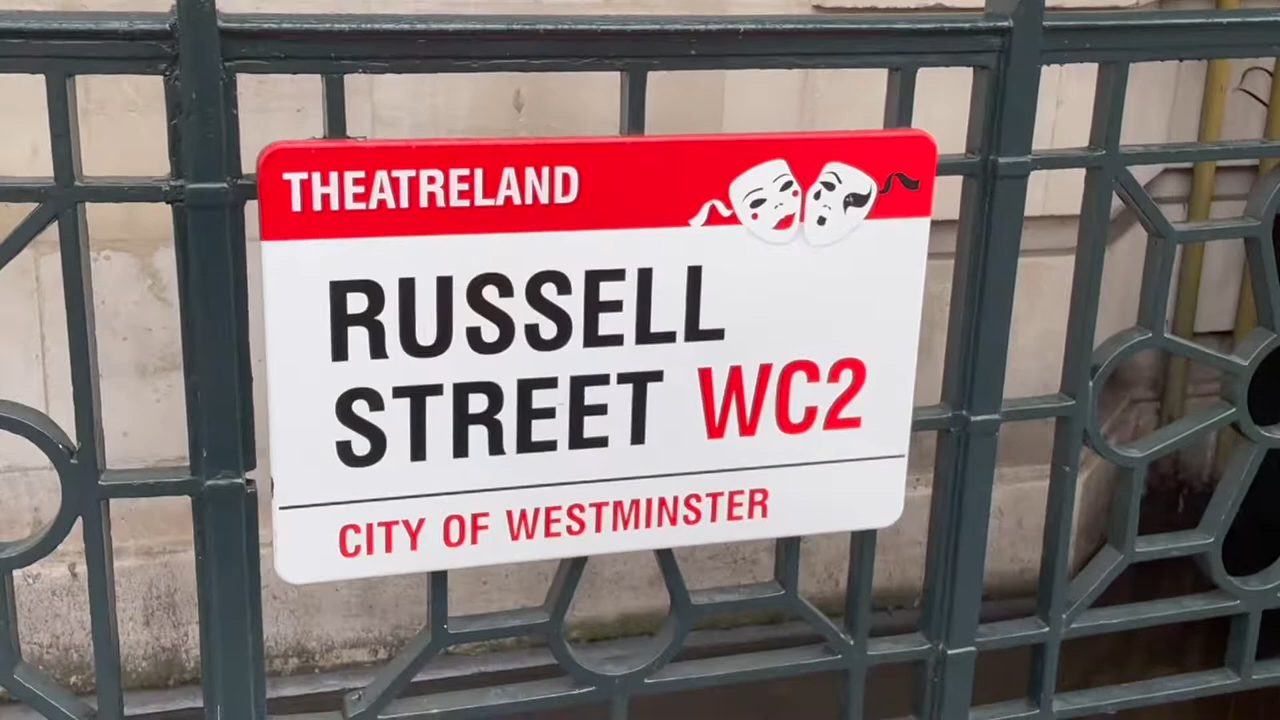 THEATRELAND
RUSSELL
STREET WC2
CITY OF WESTMINSTER